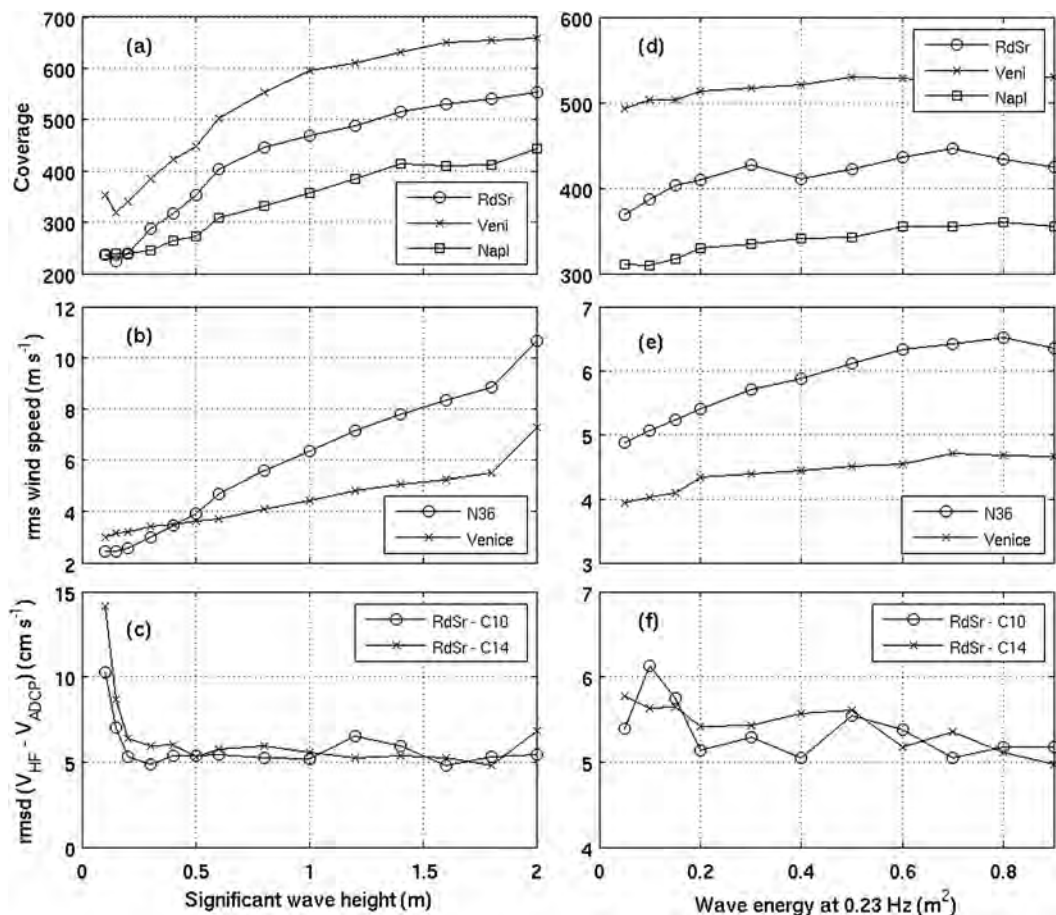 (a)
Coverage
700
600
500
400
300
200
RdSr
Veni
Napl
(d)
600
500
400
300
RdSr
Veni
Napl
(b)
rms wind speed (m s⁻¹)
12
10
8
6
4
2
N36
Venice
(e)
7
6
5
4
3
N36
Venice
(c)
rmsd (V_HF - V_ADCP) (cm s⁻¹)
15
10
5
0
RdSr - C10
RdSr - C14
0 0.5 1 1.5 2
Significant wave height (m)
(f)
7
6
5
4
RdSr - C10
RdSr - C14
0 0.2 0.4 0.6 0.8
Wave energy at 0.23 Hz (m²)